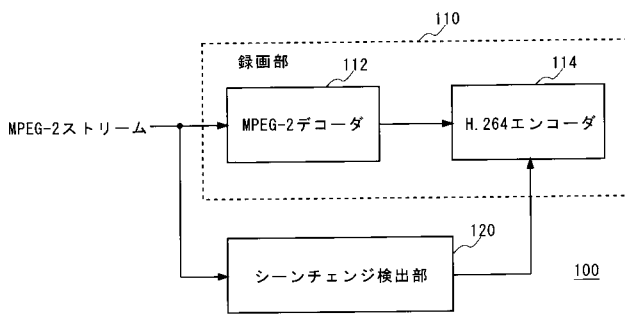 110
録画部
112
114
MPEG-2ストリーム
MPEG-2デコーダ
H.264エンコーダ
120
シーンチェンジ検出部
100